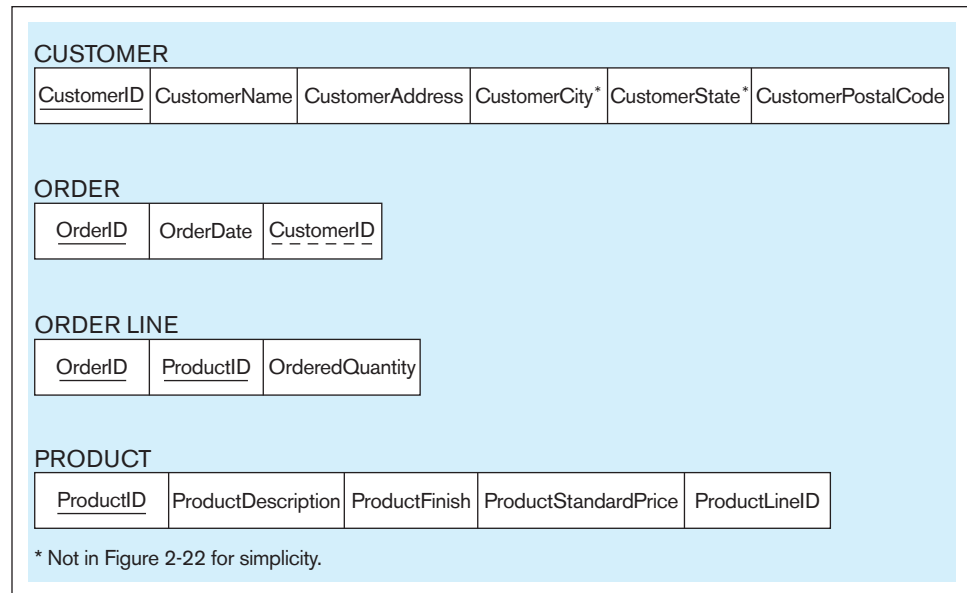 CUSTOMER
CustomerID CustomerName CustomerAddress CustomerCity* CustomerState* CustomerPostalCode
ORDER
OrderID OrderDate CustomerID
ORDER LINE
OrderID ProductID OrderedQuantity
PRODUCT
ProductID ProductDescription ProductFinish ProductStandardPrice ProductLineID
* Not in Figure 2-22 for simplicity.